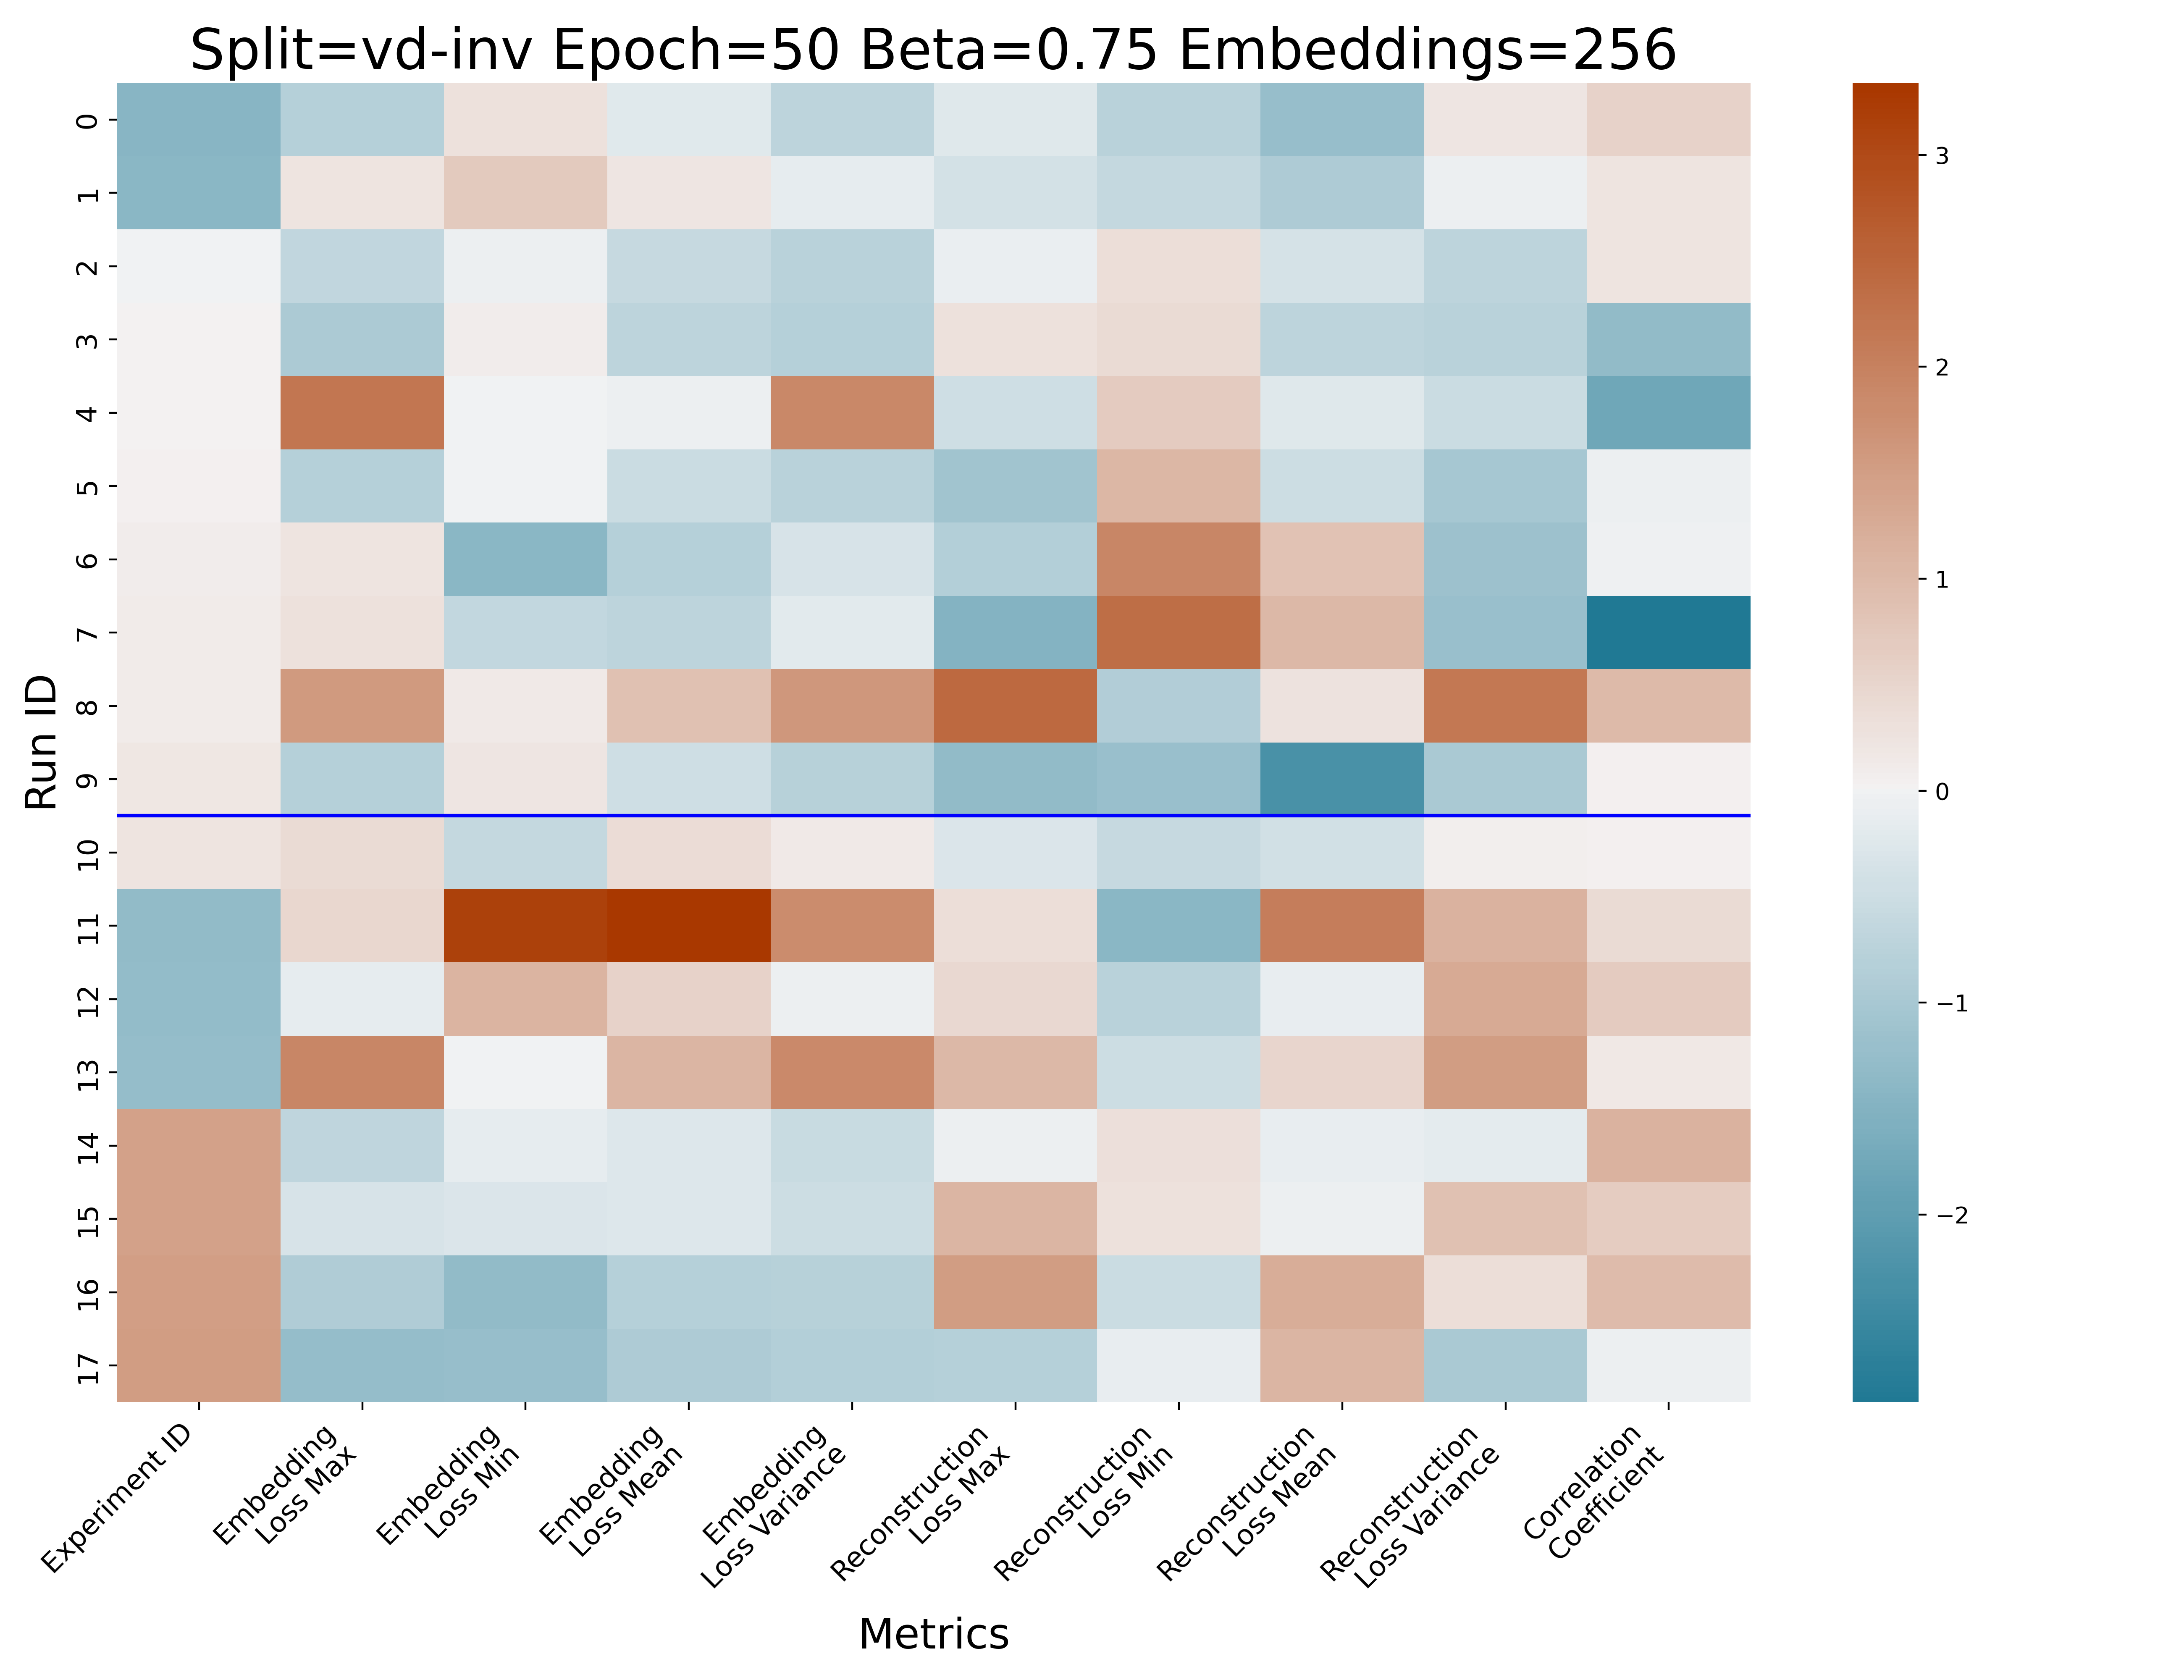 Split=vd-inv Epoch=50 Beta=0.75 Embeddings=256
Run ID
0
1
2
3
4
5
6
7
8
9
10
11
12
13
14
15
16
17
Experiment ID
Embedding
Loss Max
Embedding
Loss Min
Embedding
Loss Mean
Embedding
Loss Variance
Reconstruction
Loss Max
Reconstruction
Loss Min
Reconstruction
Loss Mean
Reconstruction
Loss Variance
Correlation
Coefficient
Metrics
3
2
1
0
−1
−2